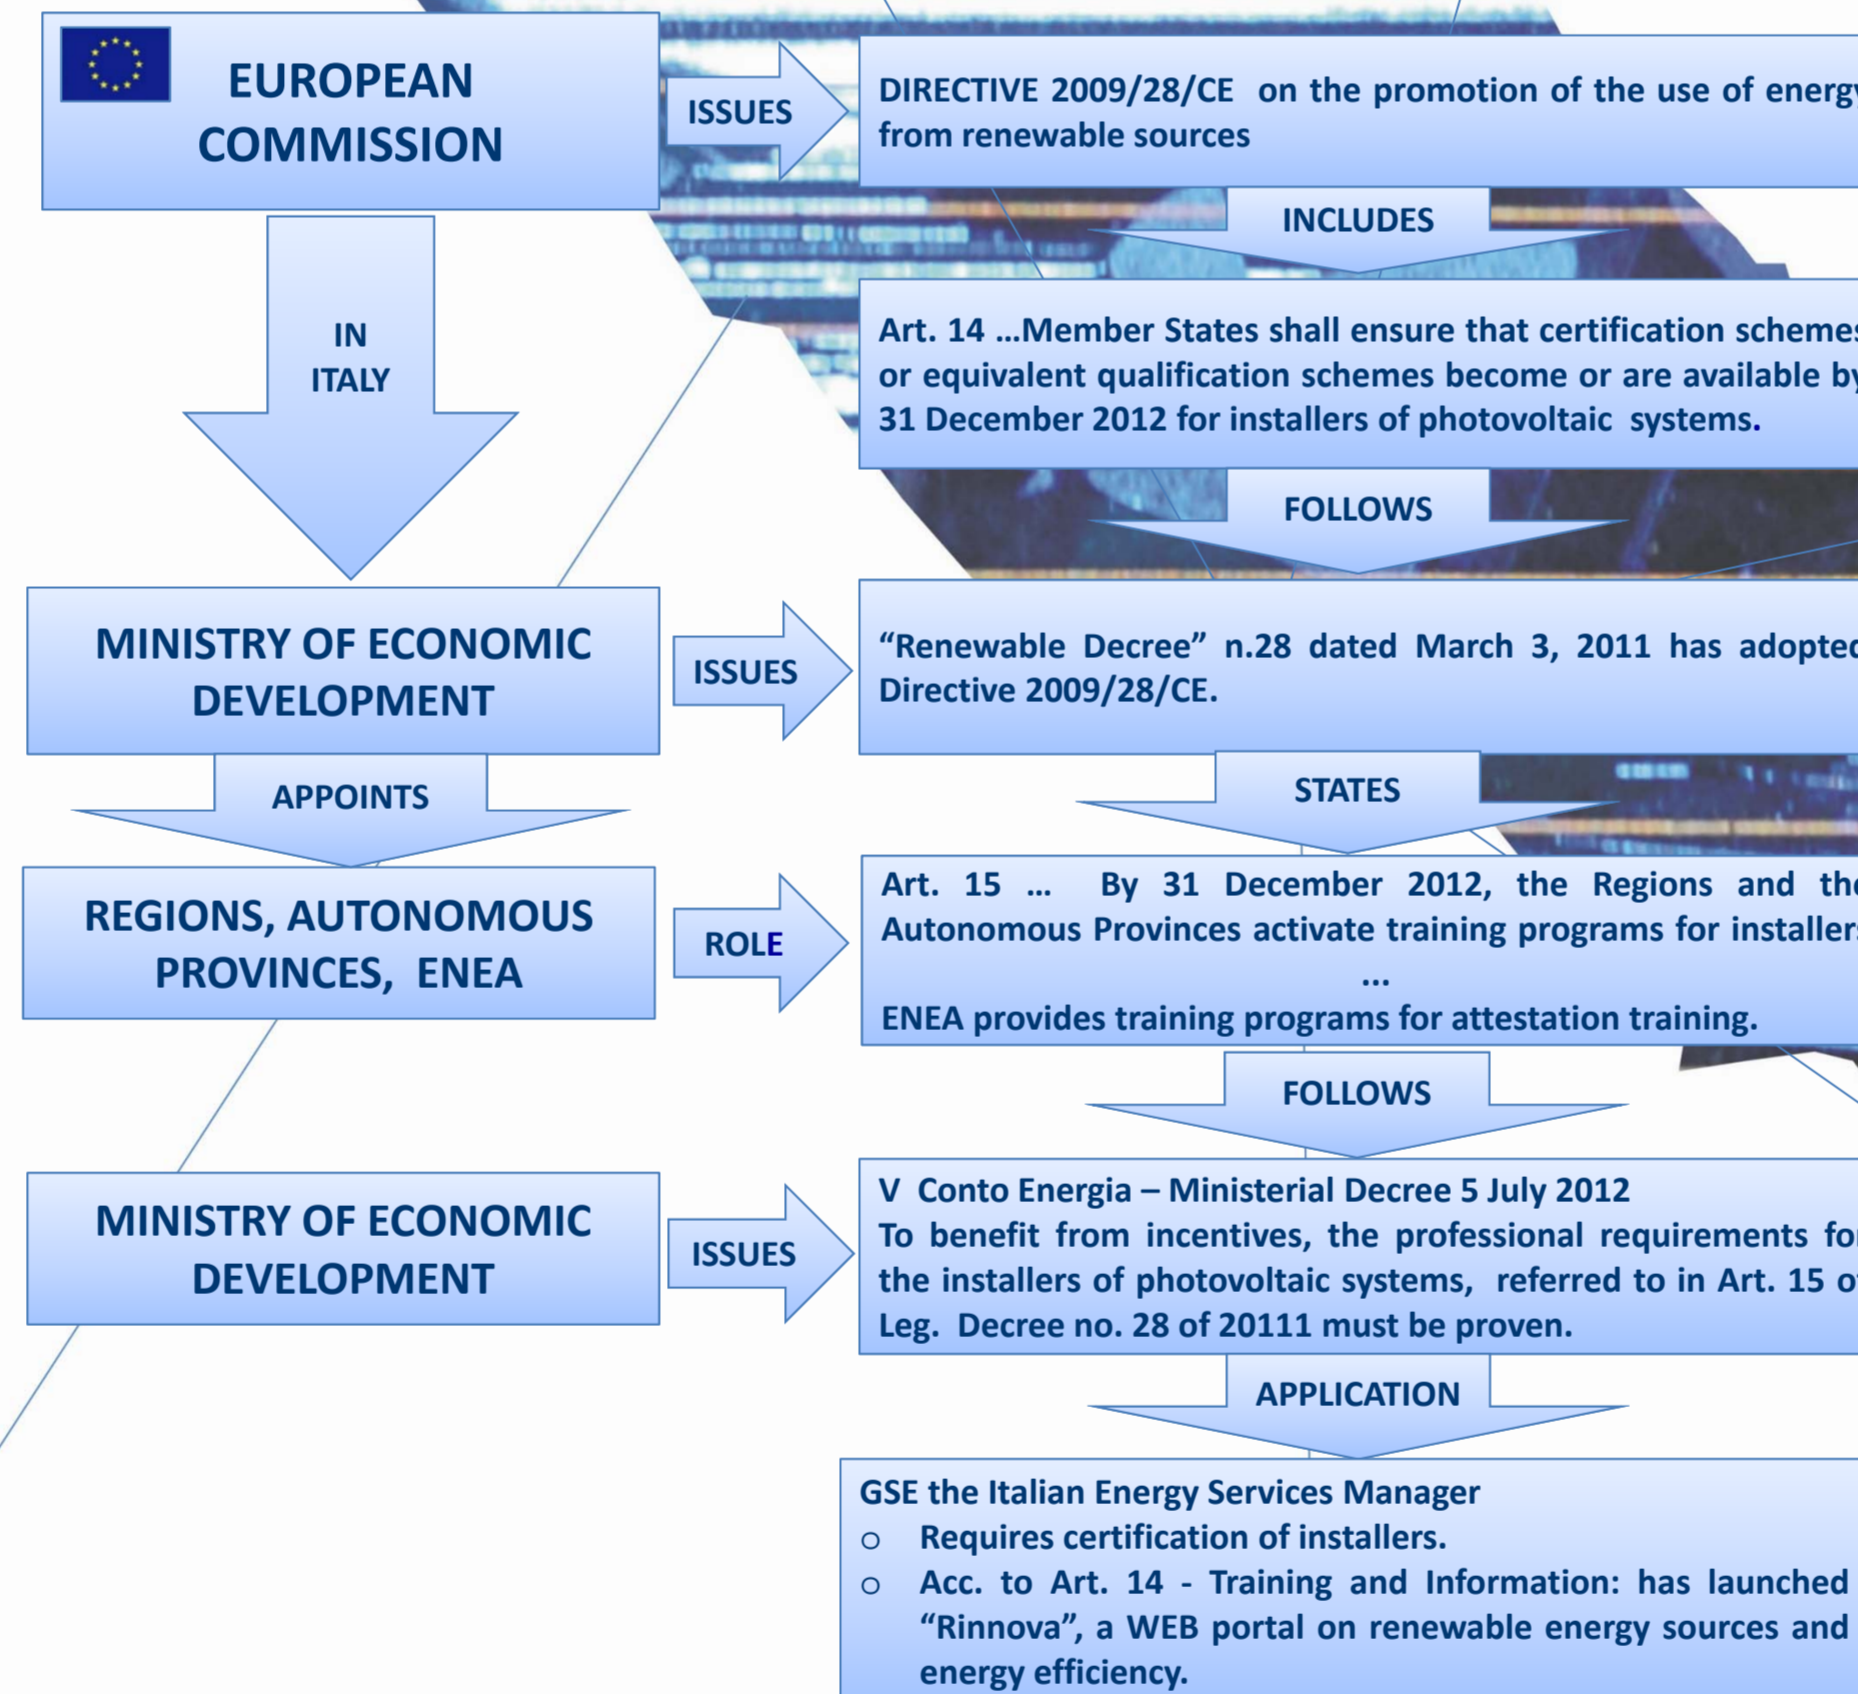 EUROPEAN
COMMISSION
ISSUES
DIRECTIVE 2009/28/CE on the promotion of the use of energy
from renewable sources
INCLUDES
IN
ITALY
Art. 14 ...Member States shall ensure that certification schemes
or equivalent qualification schemes become or are available by
31 December 2012 for installers of photovoltaic systems.
FOLLOWS
MINISTRY OF ECONOMIC
DEVELOPMENT
ISSUES
“Renewable Decree” n.28 dated March 3, 2011 has adopted
Directive 2009/28/CE.
APPOINTS
STATES
REGIONS, AUTONOMOUS
PROVINCES, ENEA
ROLE
Art. 15 ... By 31 December 2012, the Regions and the
Autonomous Provinces activate training programs for installers
...
ENEA provides training programs for attestation training.
FOLLOWS
MINISTRY OF ECONOMIC
DEVELOPMENT
ISSUES
V Conto Energia – Ministerial Decree 5 July 2012
To benefit from incentives, the professional requirements for
the installers of photovoltaic systems, referred to in Art. 15 of
Leg. Decree no. 28 of 20111 must be proven.
APPLICATION
GSE the Italian Energy Services Manager
o Requires certification of installers.
o Acc. to Art. 14 - Training and Information: has launched
“Rinnova”, a WEB portal on renewable energy sources and
energy efficiency.